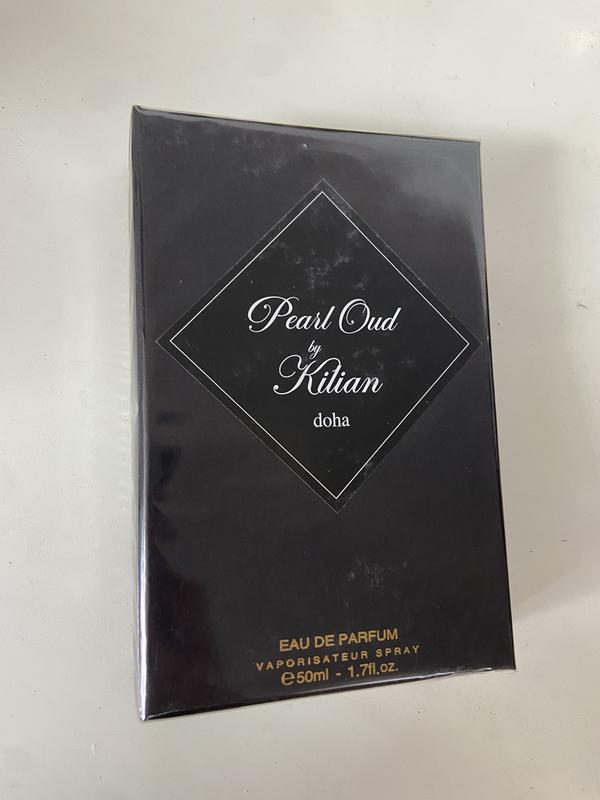 Pearl Oud
by
Kilian
doha
EAU DE PARFUM
VAPORISATEUR SPRAY
℮50ml - 1.7fl.oz.